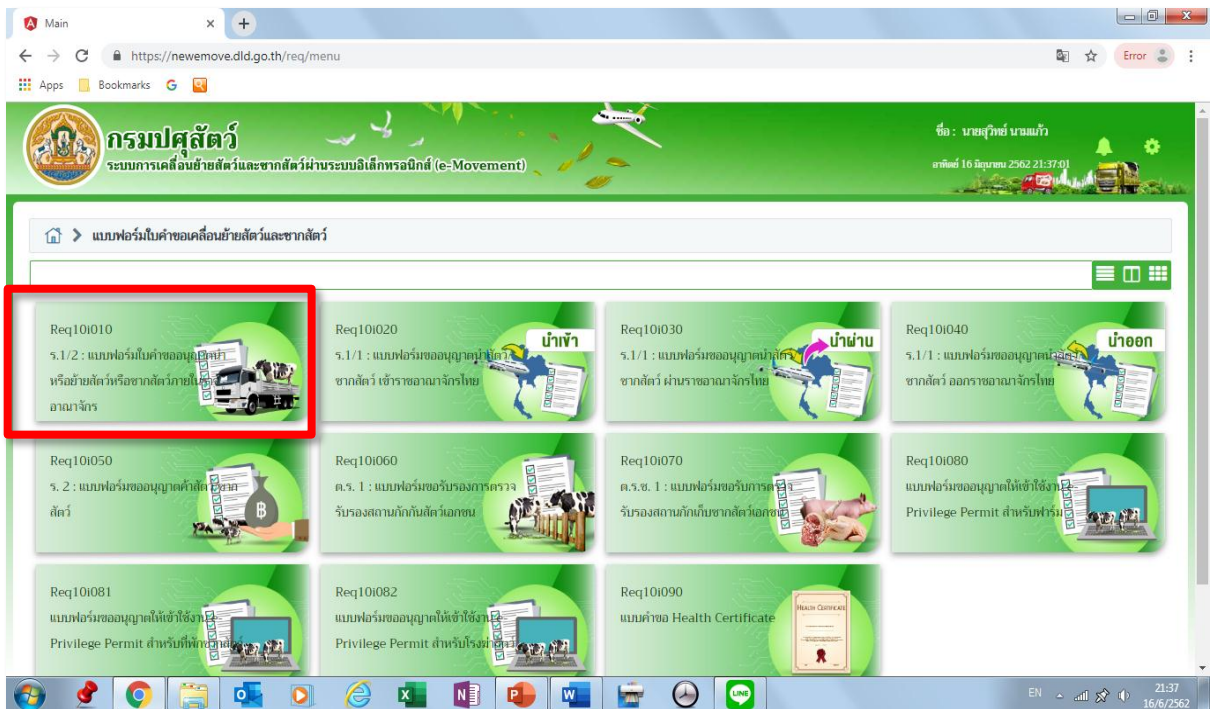 Main
https://newemove.dld.go.th/req/menu
Error
Apps Bookmarks
กรมปศุสัตว์
ระบบการเคลื่อนย้ายสัตว์และซากสัตว์ผ่านระบบอิเล็กทรอนิกส์ (e-Movement)
ชื่อ : นายสุวิทย์ นามแก้ว
อาทิตย์ 16 มิถุนายน 2562 21:37:01
แบบฟอร์มใบคำขอเคลื่อนย้ายสัตว์และซากสัตว์
Req10i010
ร.1/2 : แบบฟอร์มใบคำขออนุญาตนำ
หรือย้ายสัตว์หรือซากสัตว์ภายใน
อาณาจักร
Req10i020
ร.1/1 : แบบฟอร์มขออนุญาตนำสัตว์
ซากสัตว์ เข้าราชอาณาจักรไทย
นำเข้า
Req10i030
ร.1/1 : แบบฟอร์มขออนุญาตนำสัตว์
ซากสัตว์ ผ่านราชอาณาจักรไทย
นำผ่าน
Req10i040
ร.1/1 : แบบฟอร์มขออนุญาตนำสัตว์
ซากสัตว์ ออกราชอาณาจักรไทย
นำออก
Req10i050
ร. 2 : แบบฟอร์มขออนุญาตค้าสัตว์ ซาก
สัตว์
B
Req10i060
ต.ร. 1 : แบบฟอร์มขอรับรองการตรวจ
รับรองสถานกักกันสัตว์เอกชน
Req10i070
ต.ร.ซ. 1 : แบบฟอร์มขอรับการตรวจ
รับรองสถานกักเก็บซากสัตว์เอกชน
Req10i080
แบบฟอร์มขออนุญาตให้เข้าใช้งาน e-
Privilege Permit สำหรับฟาร์ม
Req10i081
แบบฟอร์มขออนุญาตให้เข้าใช้งาน e-
Privilege Permit สำหรับที่พักซากสัตว์
Req10i082
แบบฟอร์มขออนุญาตให้เข้าใช้งาน e-
Privilege Permit สำหรับโรงฆ่าสัตว์
Req10i090
แบบคำขอ Health Certificate
HEALTH CERTIFICATE
LINE
EN
21:37
16/6/2562